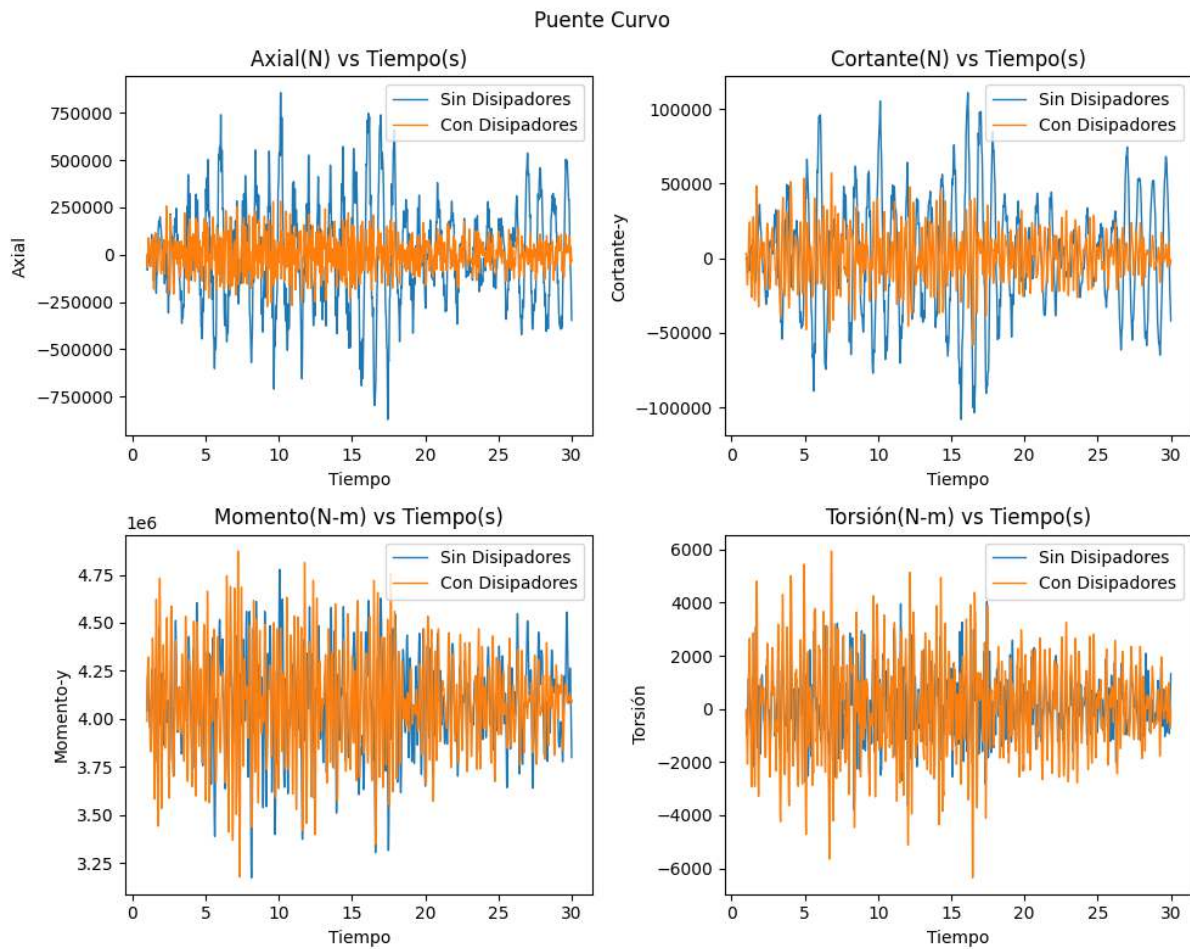 Puente Curvo
Axial(N) vs Tiempo(s)
Sin Disipadores
Con Disipadores
750000
500000
250000
0
−250000
−500000
−750000
Axial
0
5
10
15
20
25
30
Tiempo
Cortante(N) vs Tiempo(s)
Sin Disipadores
Con Disipadores
100000
50000
0
−50000
−100000
Cortante-y
0
5
10
15
20
25
30
Tiempo
1e6
Momento(N-m) vs Tiempo(s)
Sin Disipadores
Con Disipadores
4.75
4.50
4.25
4.00
3.75
3.50
3.25
Momento-y
0
5
10
15
20
25
30
Tiempo
Torsión(N-m) vs Tiempo(s)
Sin Disipadores
Con Disipadores
6000
4000
2000
0
−2000
−4000
−6000
Torsión
0
5
10
15
20
25
30
Tiempo